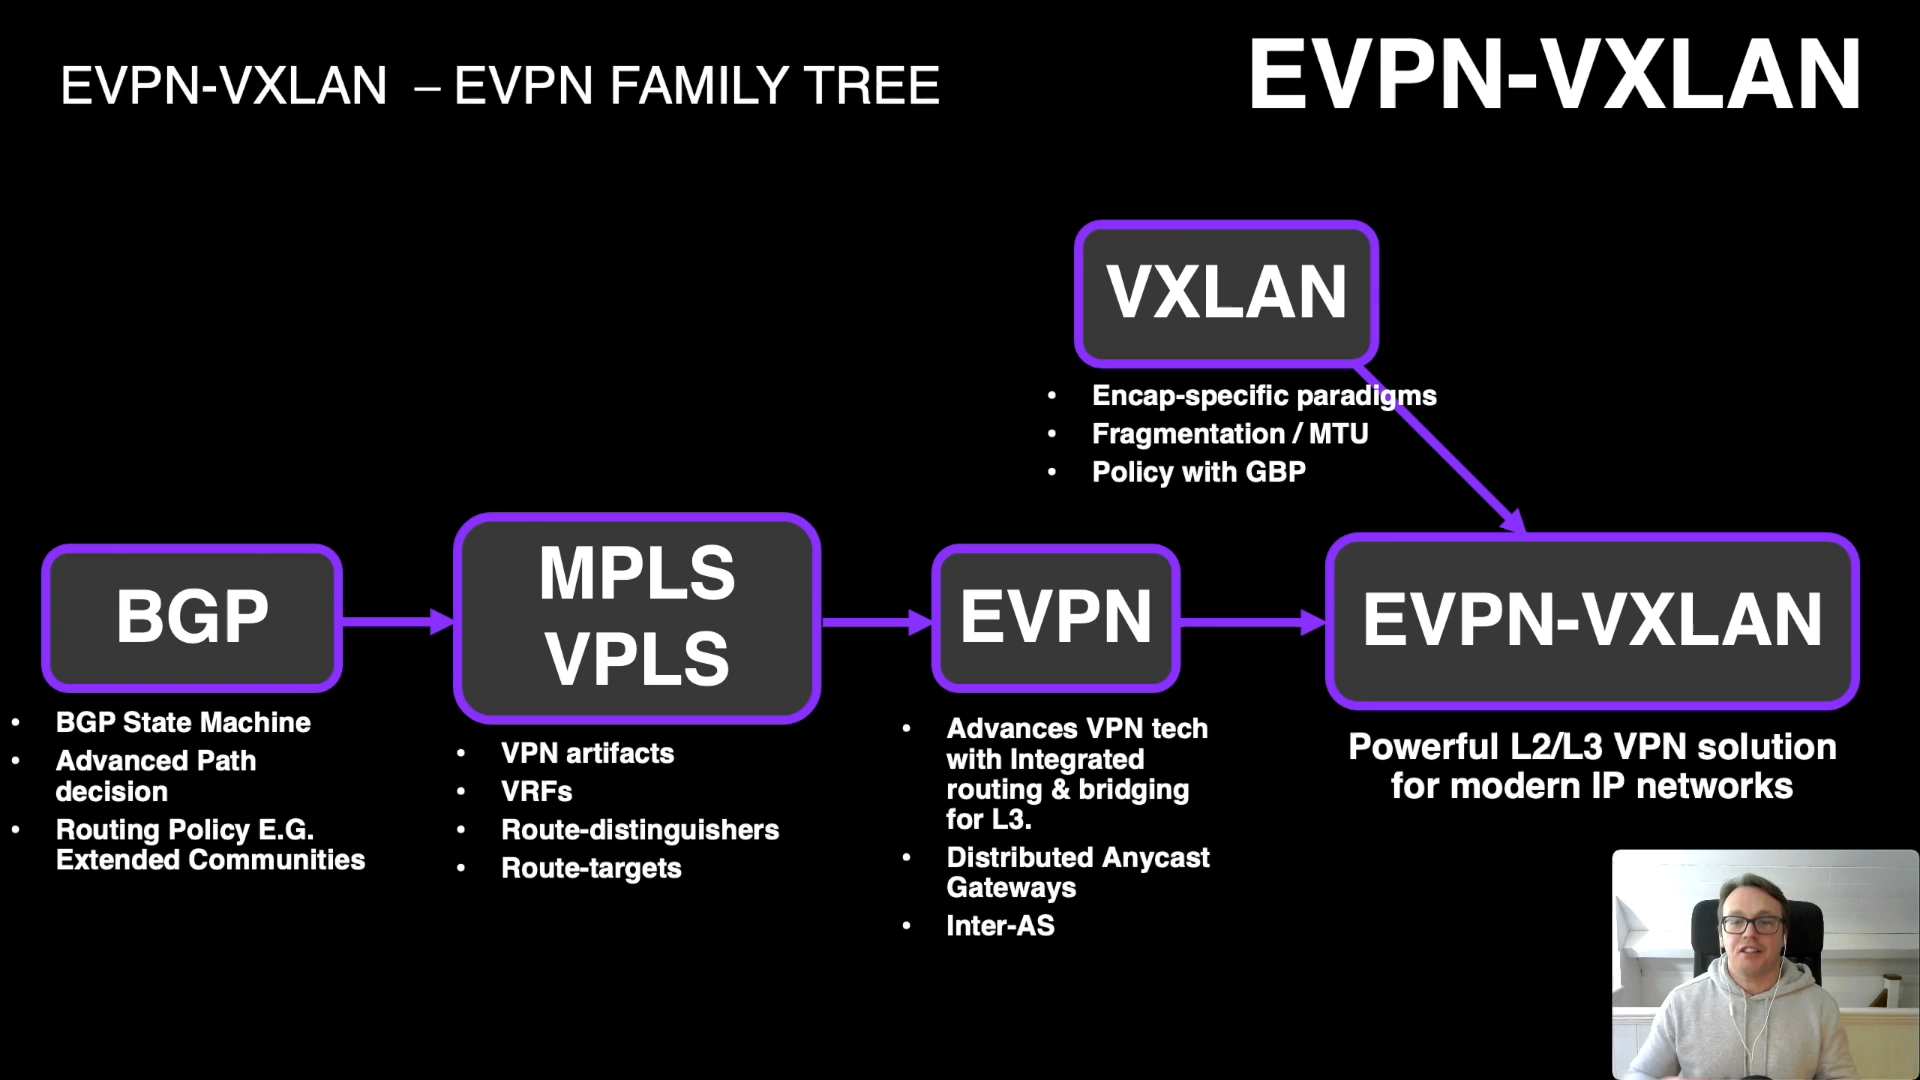 EVPN-VXLAN – EVPN FAMILY TREE
EVPN-VXLAN
VXLAN
• Encap-specific paradigms
• Fragmentation / MTU
• Policy with GBP
BGP
• BGP State Machine
• Advanced Path
decision
• Routing Policy E.G.
Extended Communities
MPLS
VPLS
• VPN artifacts
• VRFs
• Route-distinguishers
• Route-targets
EVPN
• Advances VPN tech
with Integrated
routing & bridging
for L3.
• Distributed Anycast
Gateways
• Inter-AS
EVPN-VXLAN
Powerful L2/L3 VPN solution
for modern IP networks